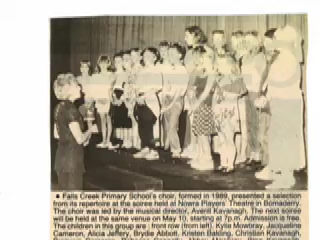 ● Falls Creek Primary School's choir, formed in 1989, presented a selection
from its repertoire at the soiree held at Nowra Players' Theatre in Bomaderry.
The choir was led by the musical director, Averil Kavanagh. The next soiree
will be held at the same venue on May 10, starting at 7p.m. Admission is free.
The children in this group are : front row (from left), Kylie Mowbray, Jacqueline
Cameron, Alicia Jeffery, Brydie Abbott, Kristen Bakling, Christian Kavanagh,